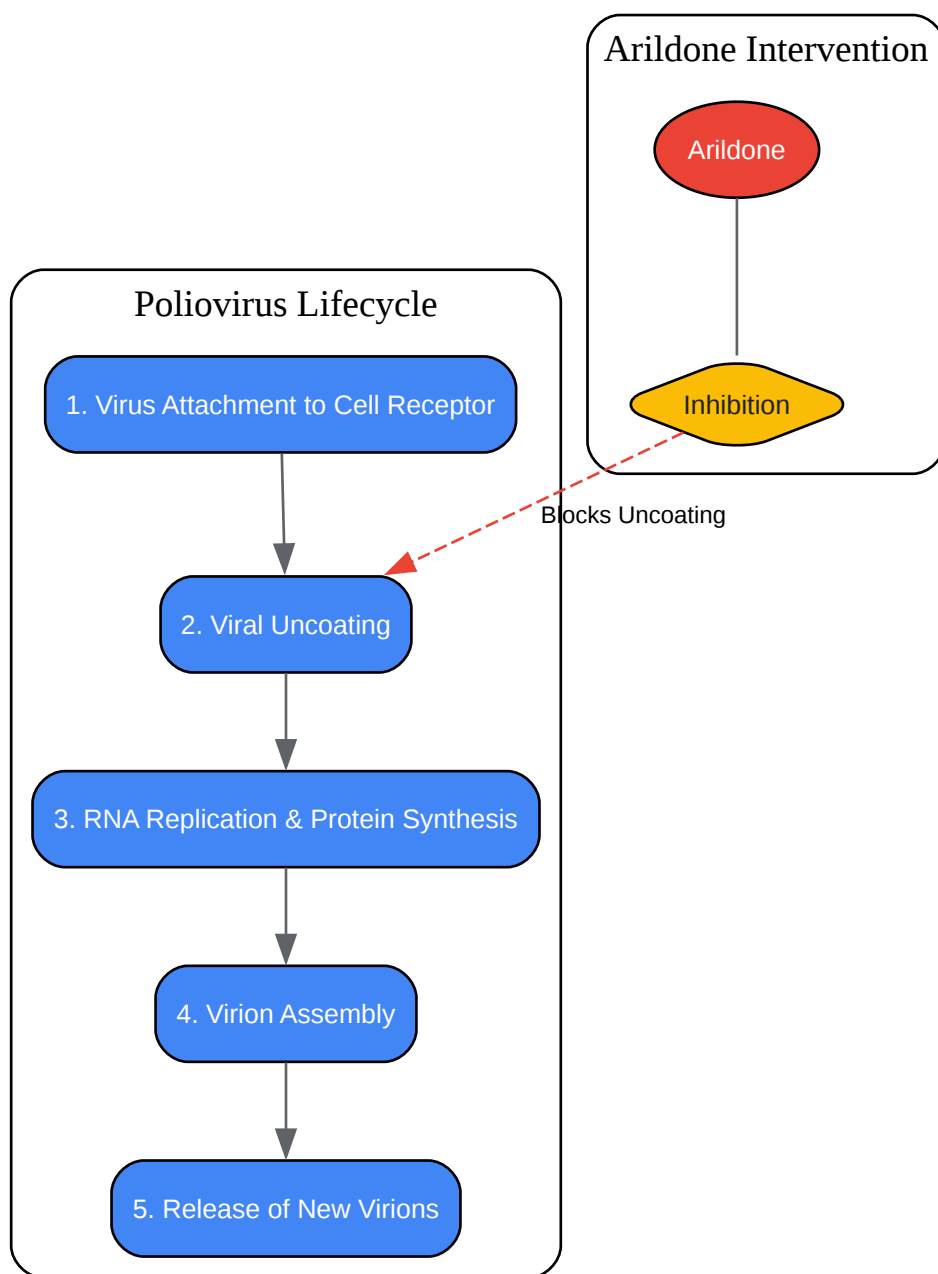 Arildone Intervention
Arildone
Inhibition
Blocks Uncoating
Poliovirus Lifecycle
1. Virus Attachment to Cell Receptor
2. Viral Uncoating
3. RNA Replication & Protein Synthesis
4. Virion Assembly
5. Release of New Virions